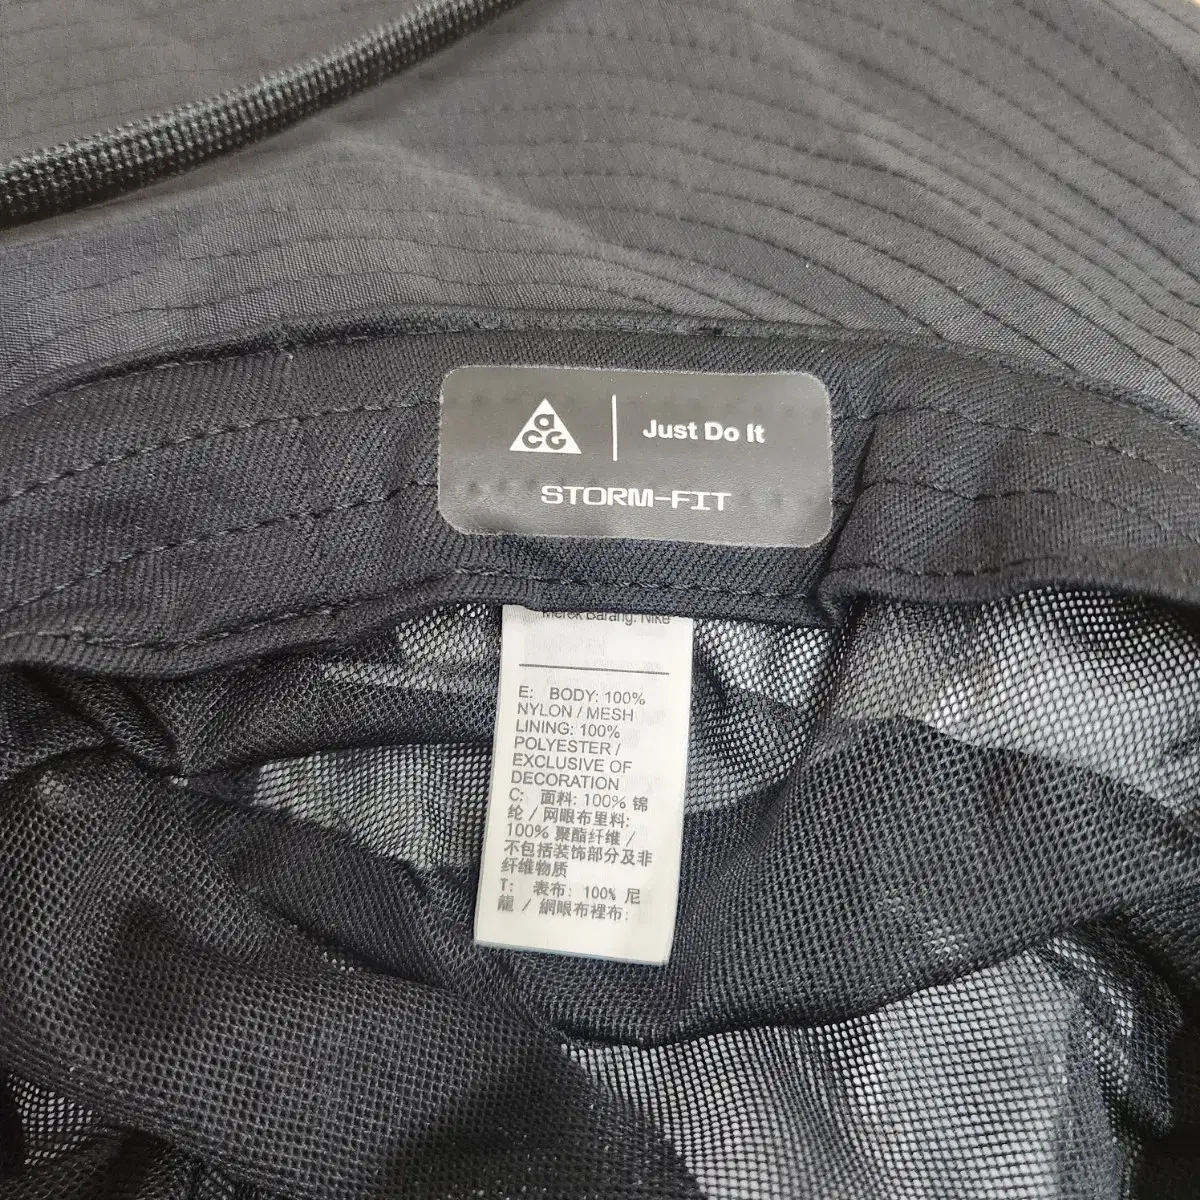 aCG
Just Do It
STORM-FIT
Merek Barang: Nike
E: BODY: 100%
NYLON / MESH
LINING: 100%
POLYESTER /
EXCLUSIVE OF
DECORATION
C: 面料: 100% 锦
纶 / 网眼布里料:
100% 聚酯纤维 /
不包括装饰部分及非
纤维物质
T: 表布: 100% 尼
龍 / 網眼布裡布: